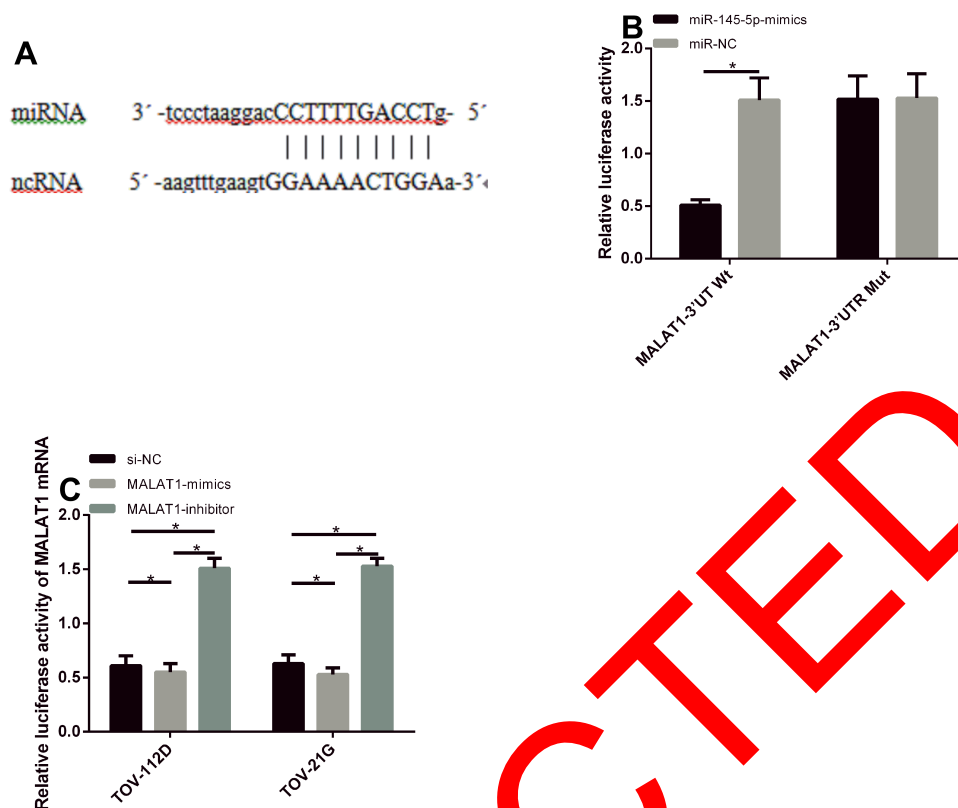 A
miRNA 3´ -tccctaaggacCCTTTTGACCTg- 5´
ncRNA 5´ -aagtttgaagtGGAAAACTGGAa-3´
B
miR-145-5p-mimics
miR-NC
Relative luciferase activity
2.0
*
1.5
1.0
0.5
0.0
MALAT1-3'UT Wt
MALAT1-3'UTR Mut
C
si-NC
MALAT1-mimics
MALAT1-inhibitor
Relative luciferase activity of MALAT1 mRNA
2.0
* *
* *
1.5
* *
1.0
0.5
0.0
TOV-112D
TOV-21G
CTED